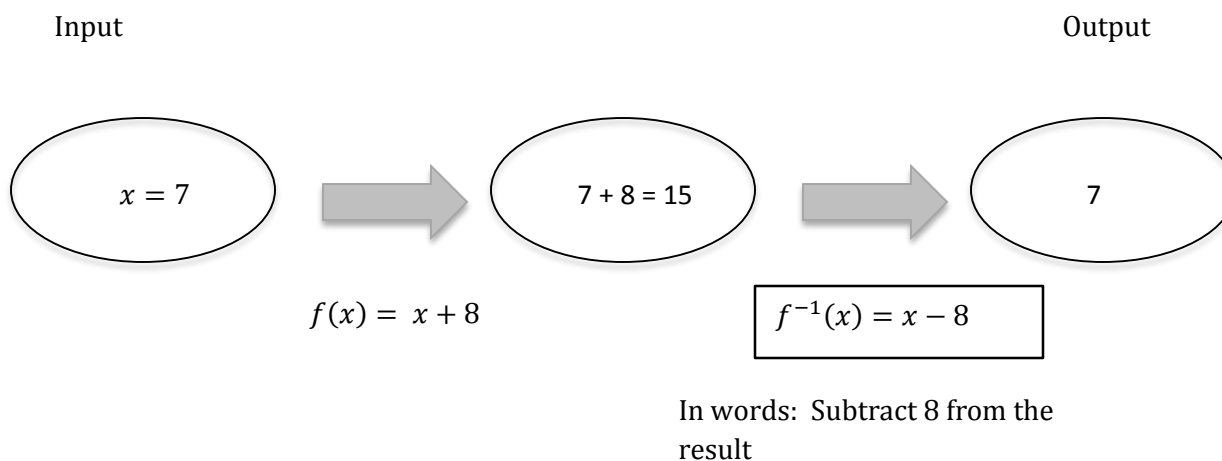 Input
Output
𝑥 = 7
7 + 8 = 15
7
𝑓(𝑥) = 𝑥 + 8
𝑓⁻¹(𝑥) = 𝑥 − 8
In words: Subtract 8 from the
result